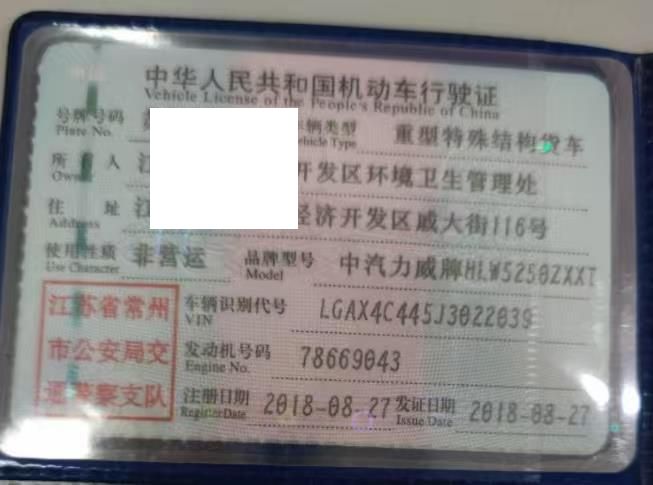 中华人民共和国机动车行驶证
Vehicle License of the People's Republic of China
号牌号码 车辆类型 重型特殊结构货车
Plate No. Vehicle Type
所有人 江 开发区环境卫生管理处
Owner
住址 江 经济开发区戚大街116号
Address
使用性质 非营运 品牌型号 中汽力威牌HLW5250ZXXT
Use Character Model
江苏省常州 车辆识别代号 LGAX4C445J3022039
VIN
市公安局交 发动机号码 78669043
Engine No.
通警察支队 注册日期 2018-08-27 发证日期 2018-08-27
Register Date Issue Date